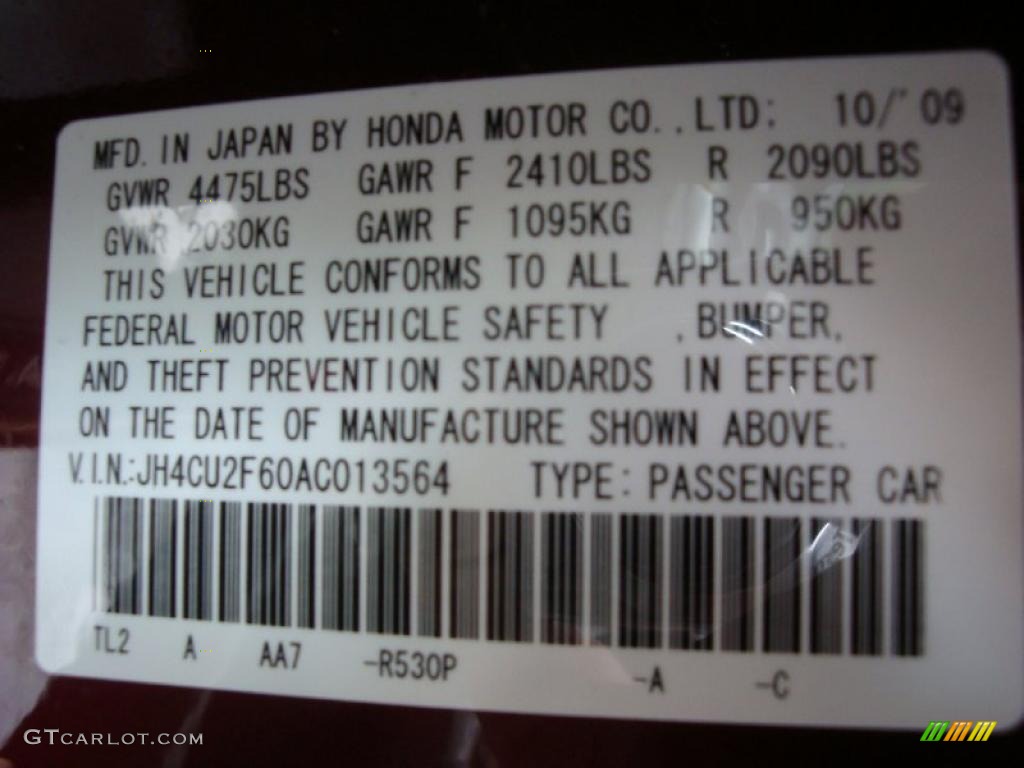 MFD. IN JAPAN BY HONDA MOTOR CO., LTD: 10/'09
GVWR 4475LBS GAWR F 2410LBS R 2090LBS
GVWR 2030KG GAWR F 1095KG R 950KG
THIS VEHICLE CONFORMS TO ALL APPLICABLE
FEDERAL MOTOR VEHICLE SAFETY , BUMPER,
AND THEFT PREVENTION STANDARDS IN EFFECT
ON THE DATE OF MANUFACTURE SHOWN ABOVE.
V.I.N.:JH4CU2F60AC013564 TYPE: PASSENGER CAR
TL2 A AA7 -R530P -A -C
GTCARLOT.COM